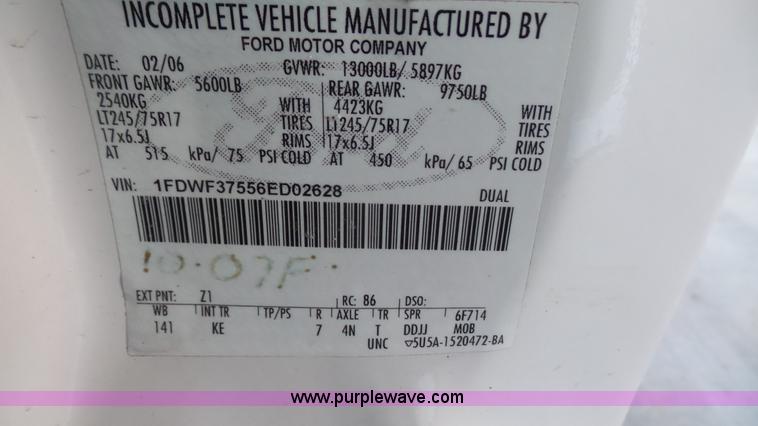 INCOMPLETE VEHICLE MANUFACTURED BY
FORD MOTOR COMPANY
DATE: 02/06 GVWR: 13000LB/ 5897KG
FRONT GAWR: 5600LB REAR GAWR: 9750LB
2540KG WITH 4423KG WITH
LT245/75R17 TIRES LT245/75R17 TIRES
17x6.5J RIMS 17x6.5J RIMS
AT 515 kPa/ 75 PSI COLD AT 450 kPa/ 65 PSI COLD
VIN: 1FDWF37556ED02628 DUAL
10.07F.
EXT PNT: Z1 RC: 86 DSO:
WB INT TR TP/PS R AXLE TR SPR 6F714
141 KE 7 4N T DDJJ MOB
UNC ▽5U5A-1520472-BA
www.purplewave.com